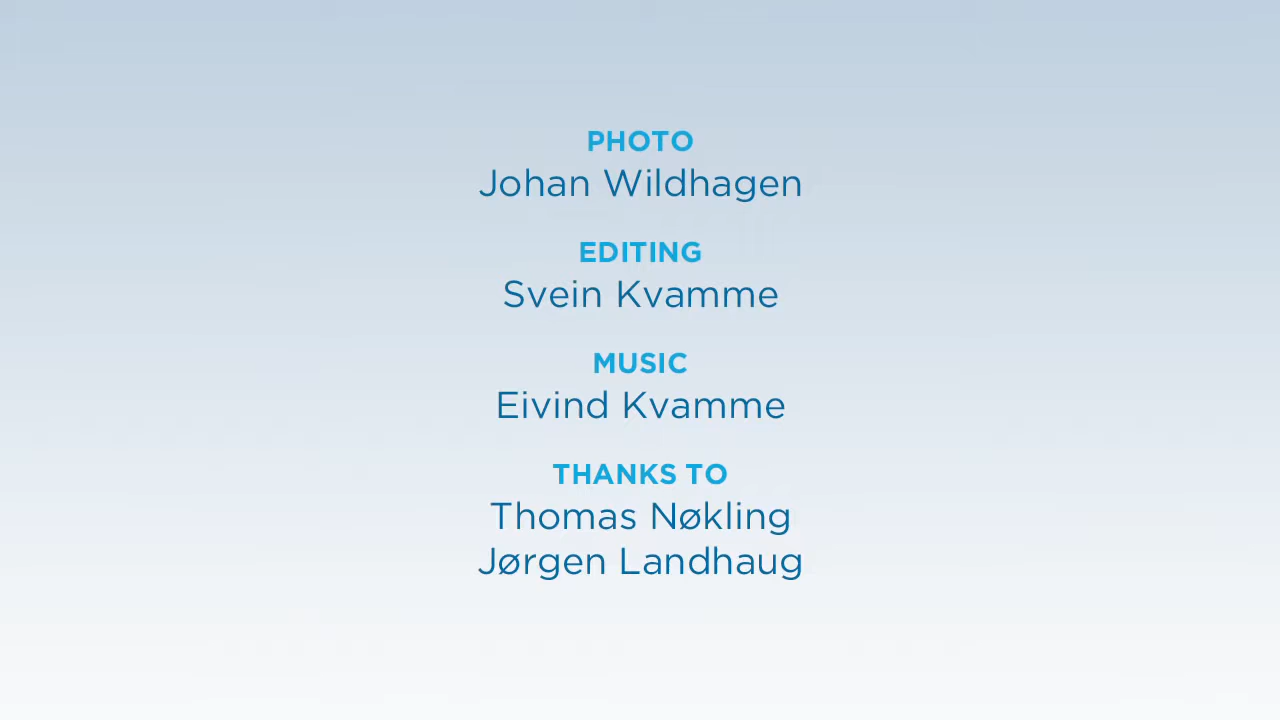 PHOTO
Johan Wildhagen
EDITING
Svein Kvamme
MUSIC
Eivind Kvamme
THANKS TO
Thomas Nøkling
Jørgen Landhaug